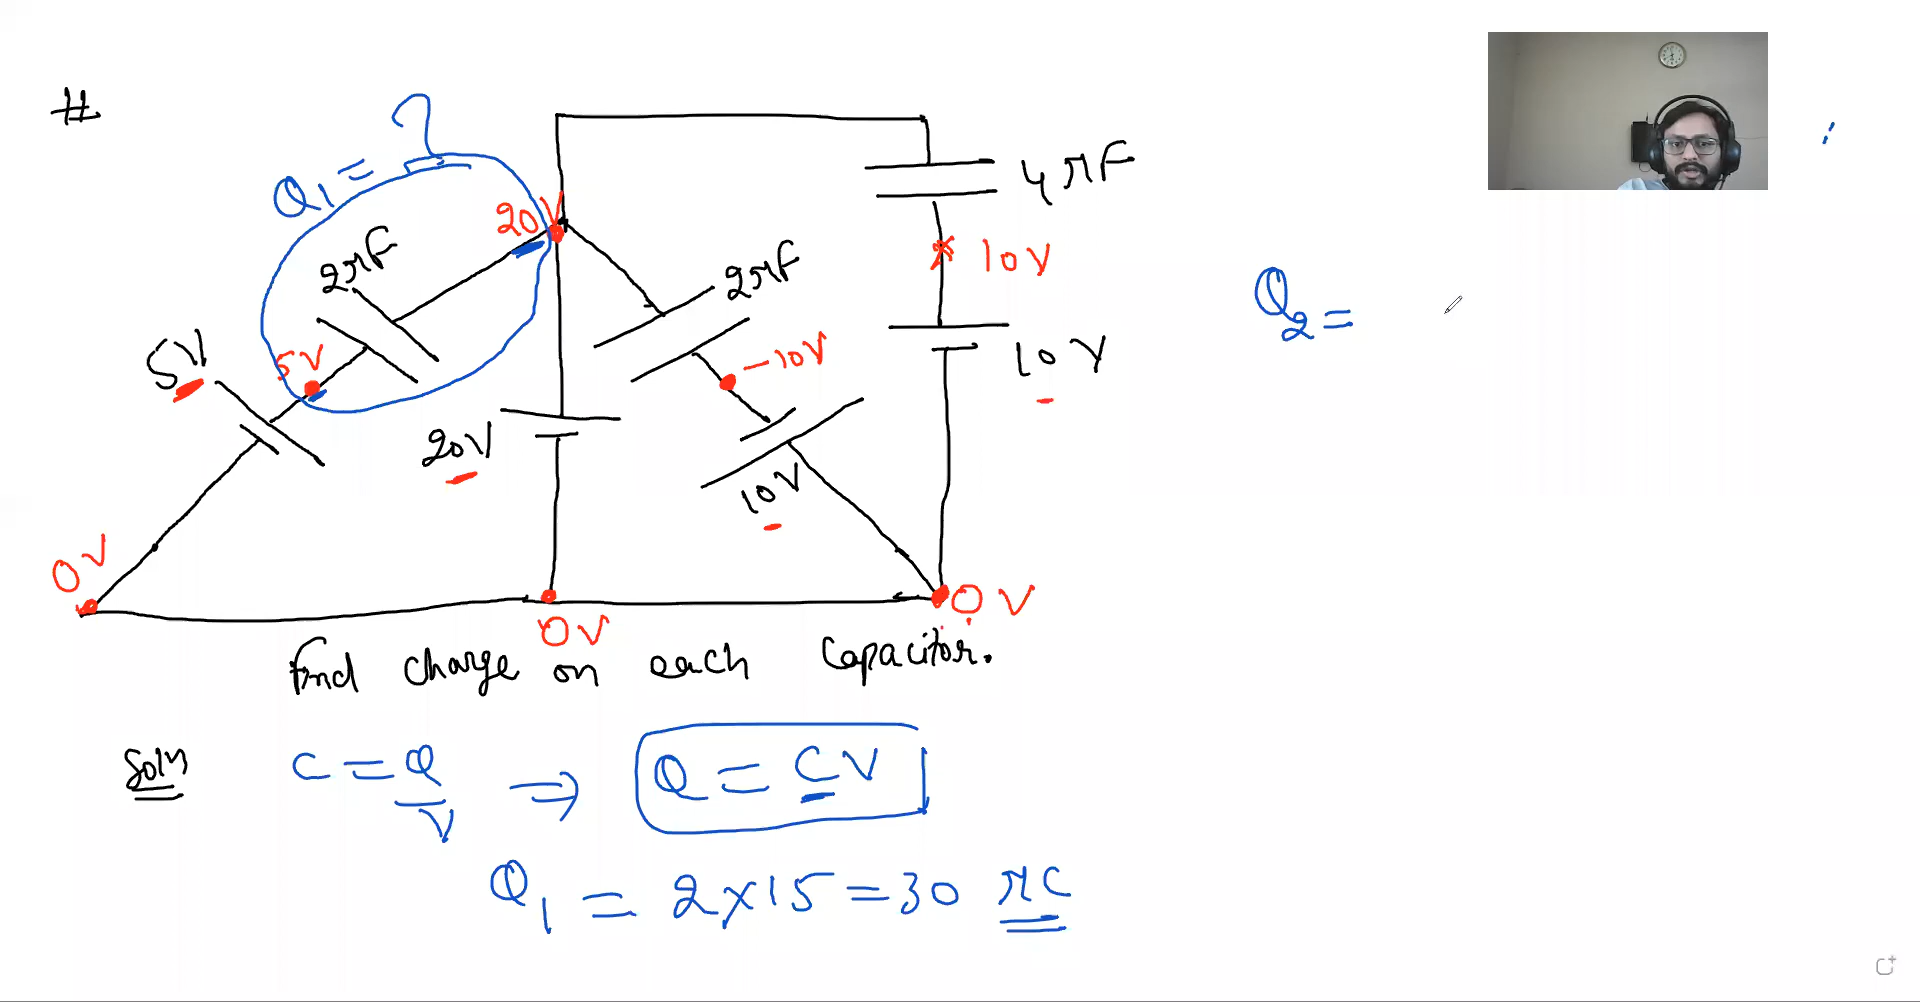 #
Q1 = ?
2μF
20V
4μF
10V
2μF
5V
5V
-10V
10V
20V
10V
0V
0V
0V
Find charge on each Capacitor.
Soln
C = Q/V ⇒ Q = CV
Q1 = 2×15 = 30 μC
Q2 =